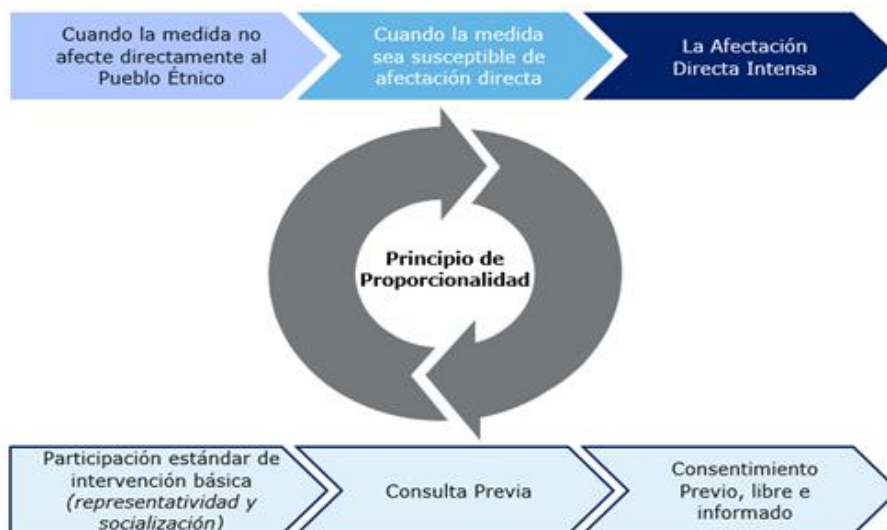 Cuando la medida no
afecte directamente al
Pueblo Étnico
Cuando la medida
sea susceptible de
afectación directa
La Afectación
Directa Intensa
Principio de
Proporcionalidad
Participación estándar de
intervención básica
(representatividad y
socialización)
Consulta Previa
Consentimiento
Previo, libre e
informado